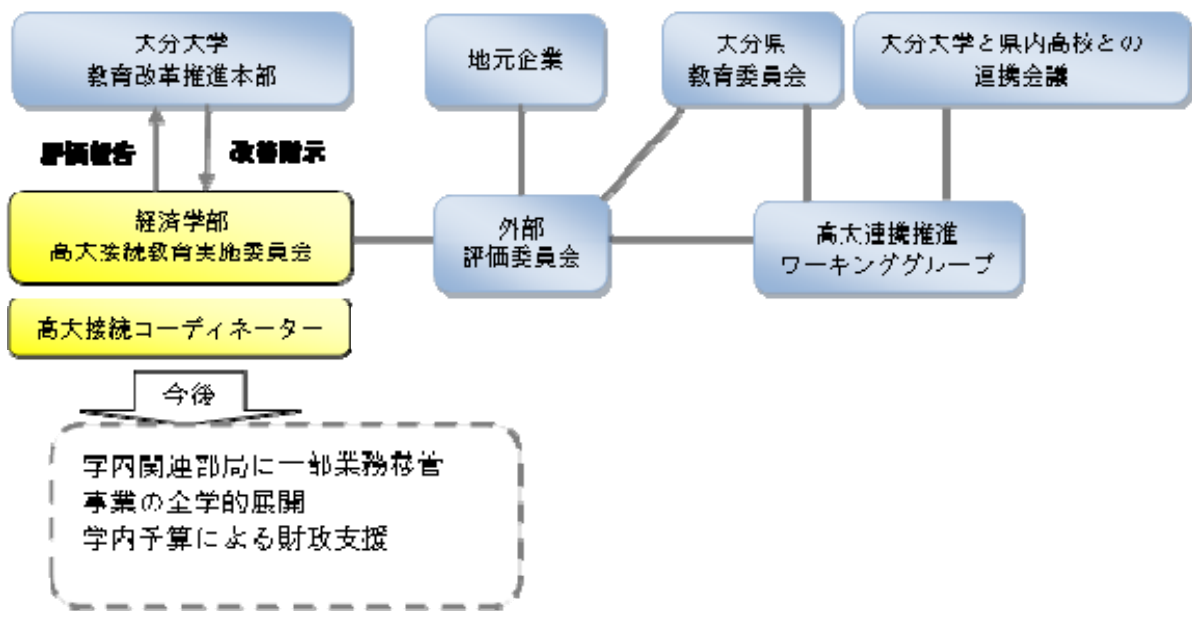 大分大学
教育改革推進本部
地元企業
大分県
教育委員会
大分大学と県内高校との
連携会議
評価報告
改善指示
経済学部
高大接続教育実施委員会
外部
評価委員会
高大連携推進
ワーキンググループ
高大接続コーディネーター
今後
学内関連部局に一部業務移管
事業の全学的展開
学内予算による財政支援